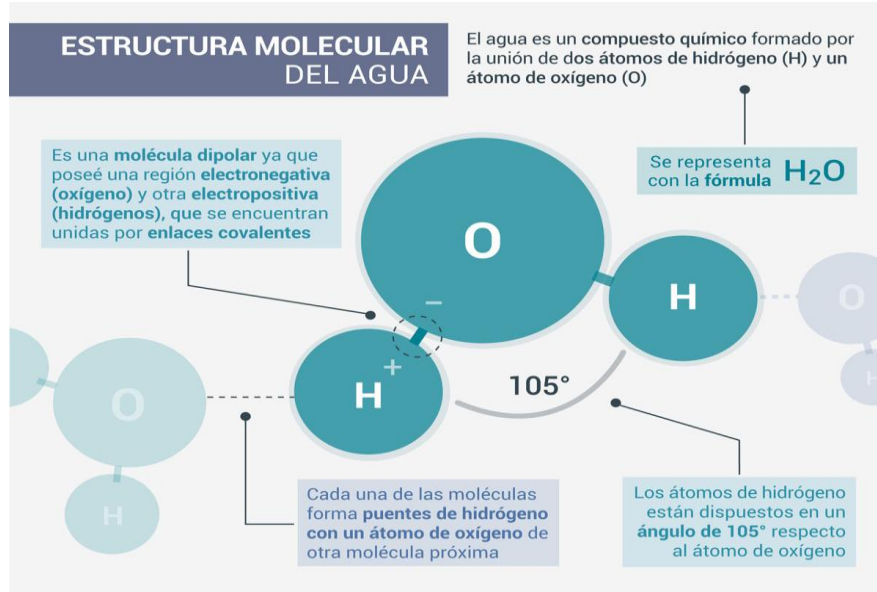 ESTRUCTURA MOLECULAR
DEL AGUA
El agua es un compuesto químico formado por
la unión de dos átomos de hidrógeno (H) y un
átomo de oxígeno (O)
Se representa
con la fórmula H₂O
Es una molécula dipolar ya que
poseé una región electronegativa
(oxígeno) y otra electropositiva
(hidrógenos), que se encuentran
unidas por enlaces covalentes
O
H
O
H
−
+
H
105°
O
H
Cada una de las moléculas
forma puentes de hidrógeno
con un átomo de oxígeno de
otra molécula próxima
Los átomos de hidrógeno
están dispuestos en un
ángulo de 105° respecto
al átomo de oxígeno